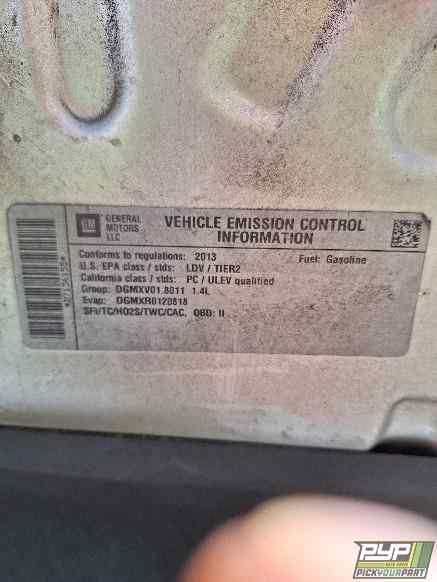 GM
GENERAL
MOTORS
LLC
VEHICLE EMISSION CONTROL
INFORMATION
Conforms to regulations: 2013 Fuel: Gasoline
U.S. EPA class / stds: LDV / TIER2
California class / stds: PC / ULEV qualified
Group: DGMXV01.8011 1.4L
Evap: DGMXR0120818
SFI/TC/HO2S/TWC/CAC, OBD: II
PYP
PICKYOURPART